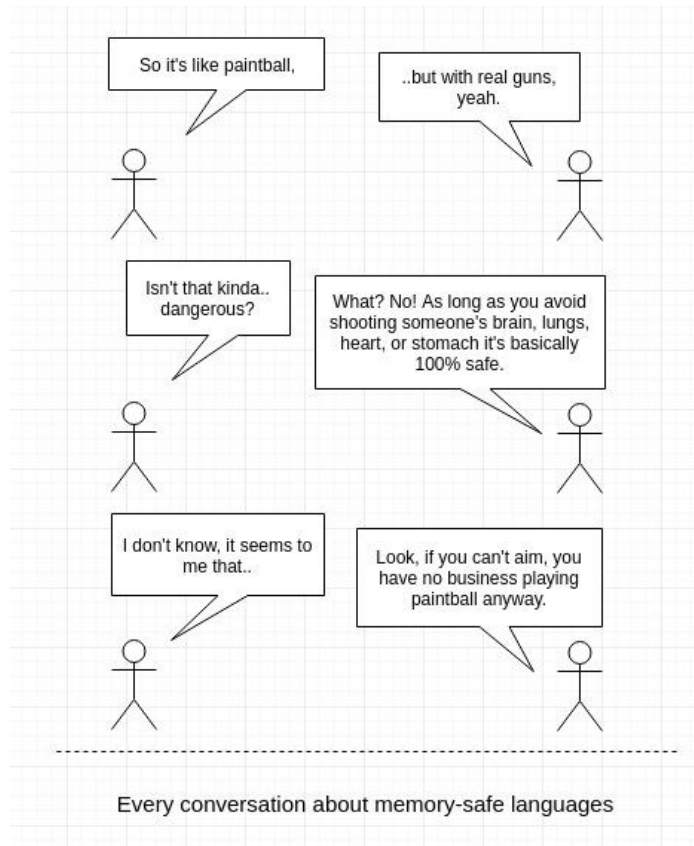 So it's like paintball,
..but with real guns,
yeah.
Isn't that kinda..
dangerous?
What? No! As long as you avoid
shooting someone's brain, lungs,
heart, or stomach it's basically
100% safe.
I don't know, it seems to
me that..
Look, if you can't aim, you
have no business playing
paintball anyway.
Every conversation about memory-safe languages